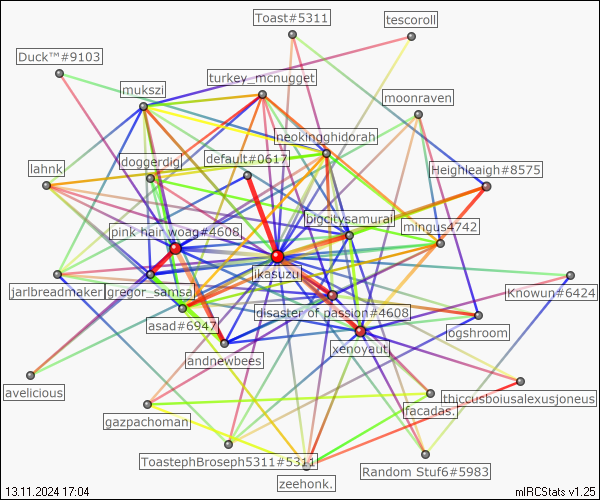 Toast#5311
tescoroll
Duck™#9103
turkey_mcnugget
mukszi
moonraven
neokingghidorah
doggerdig
default#0617
lahnk
Heighleaigh#8575
bigcitysamurai
mingus4742
pink hair woag#4608
ikasuzu
jarlbreadmaker
gregor_samsa
Knowun#6424
disaster of passion#4608
asad#6947
ogshroom
xenoyaut
andnewbees
avelicious
thiccusboiusalexusjoneus
facadas.
gazpachoman
ToastephBroseph5311#5311
Random Stuf6#5983
zeehonk.
13.11.2024 17:04
mIRCStats v1.25